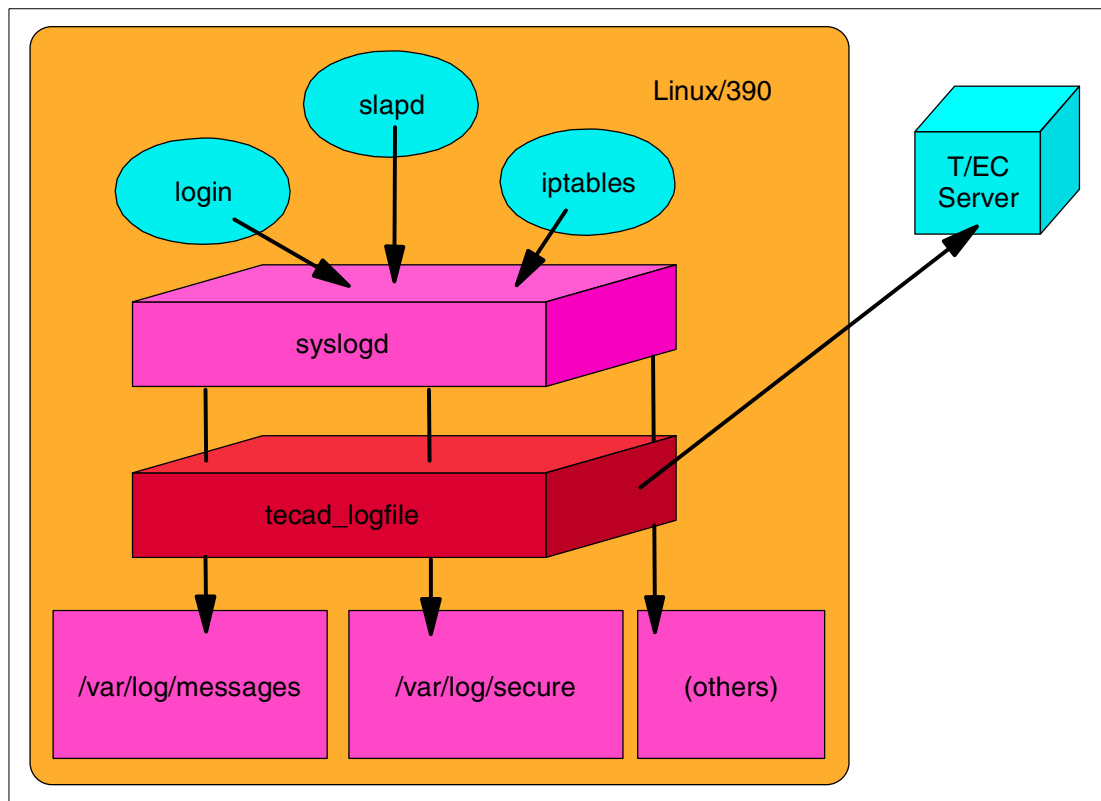 slapd
Linux/390
login
iptables
T/EC
Server
syslogd
tecad_logfile
/var/log/messages
/var/log/secure
(others)